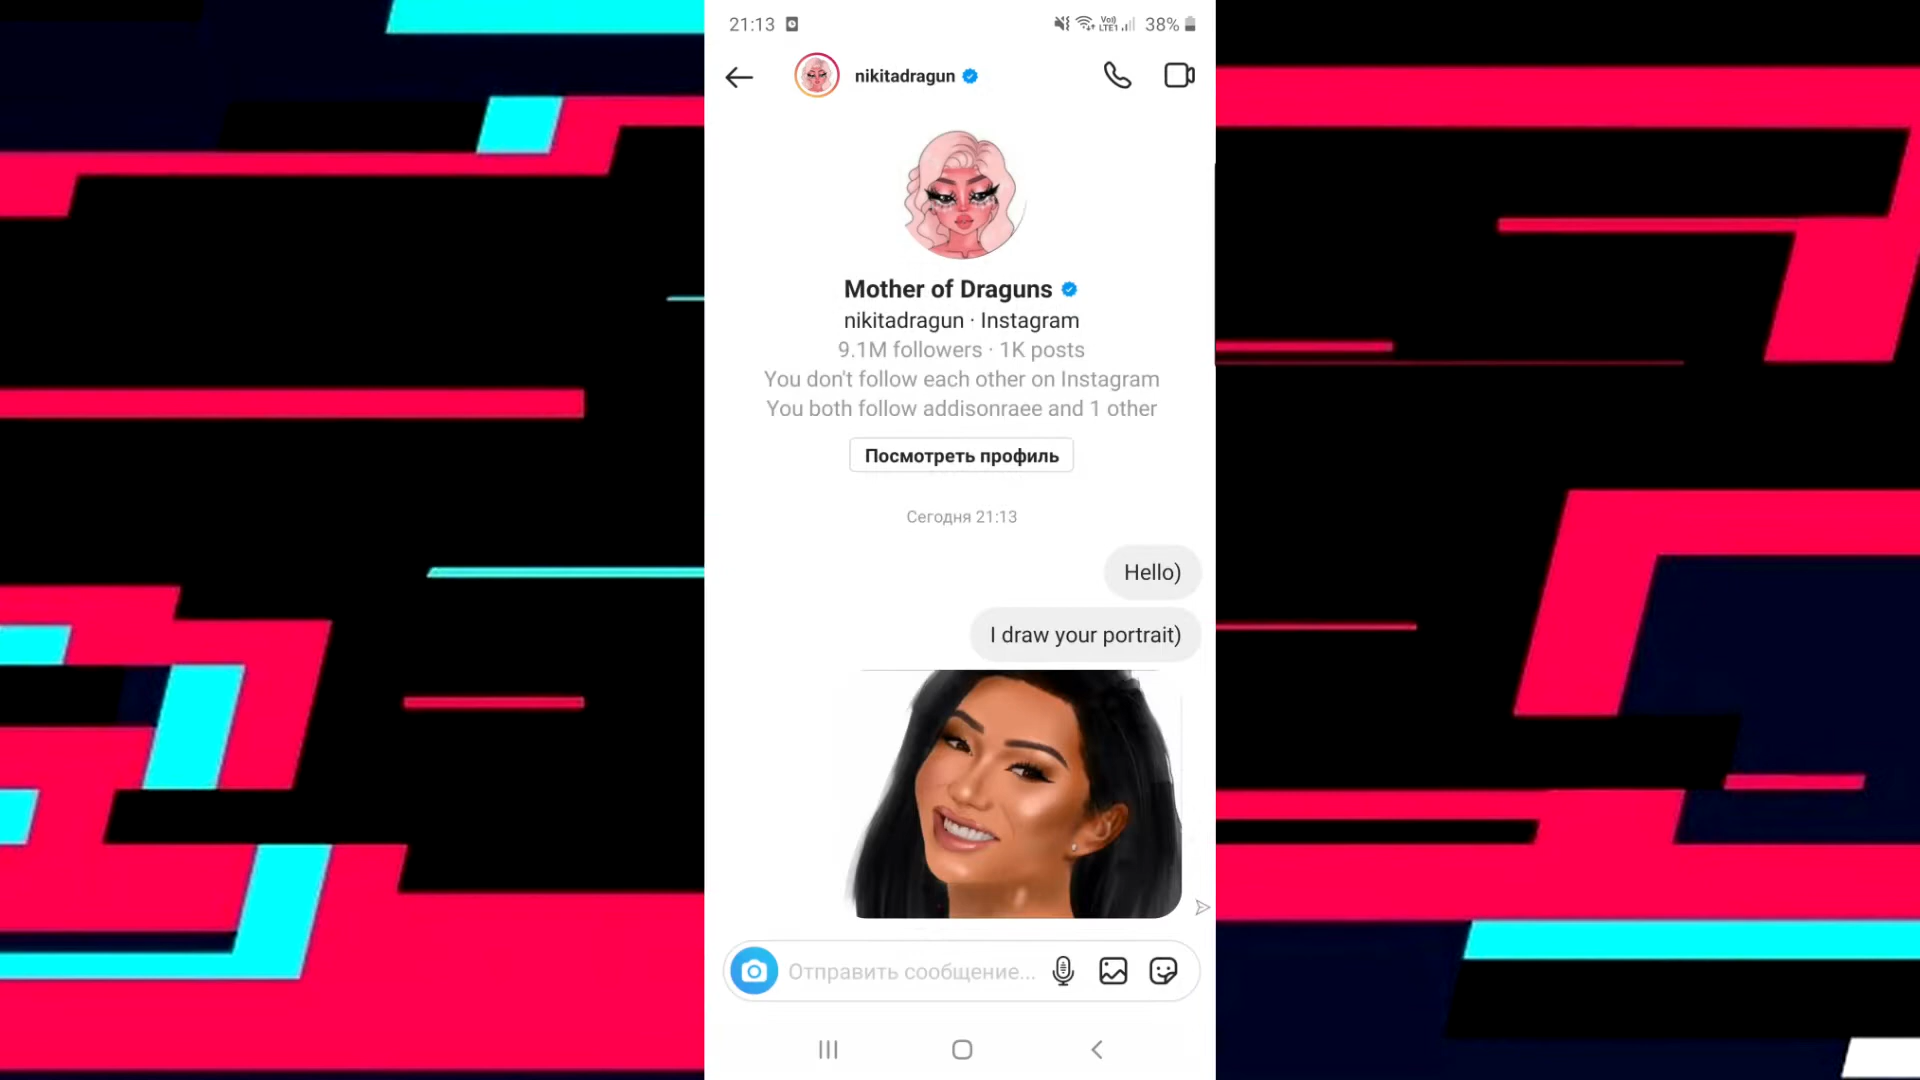 21:13
Vo) LTE1 38%
nikitadragun
Mother of Draguns
nikitadragun · Instagram
9.1M followers · 1K posts
You don't follow each other on Instagram
You both follow addisonraee and 1 other
Посмотреть профиль
Сегодня 21:13
Hello)
I draw your portrait)
Отправить сообщение...